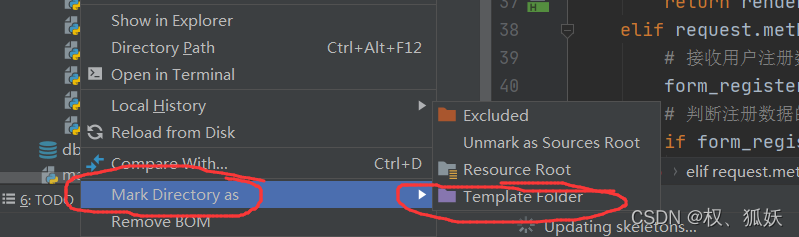 Show in Explorer
Directory Path Ctrl+Alt+F12
Open in Terminal
Local History
Reload from Disk
Compare With... Ctrl+D
Mark Directory as
Remove BOM
Excluded
Unmark as Sources Root
Resource Root
Template Folder
Updating skeletons...
db
6: TODO
37
38 elif request.meth
39 # 接收用户注册数
40 form_register
# 判断注册数据的
if form_regis
elif request.met
CSDN @权、狐妖